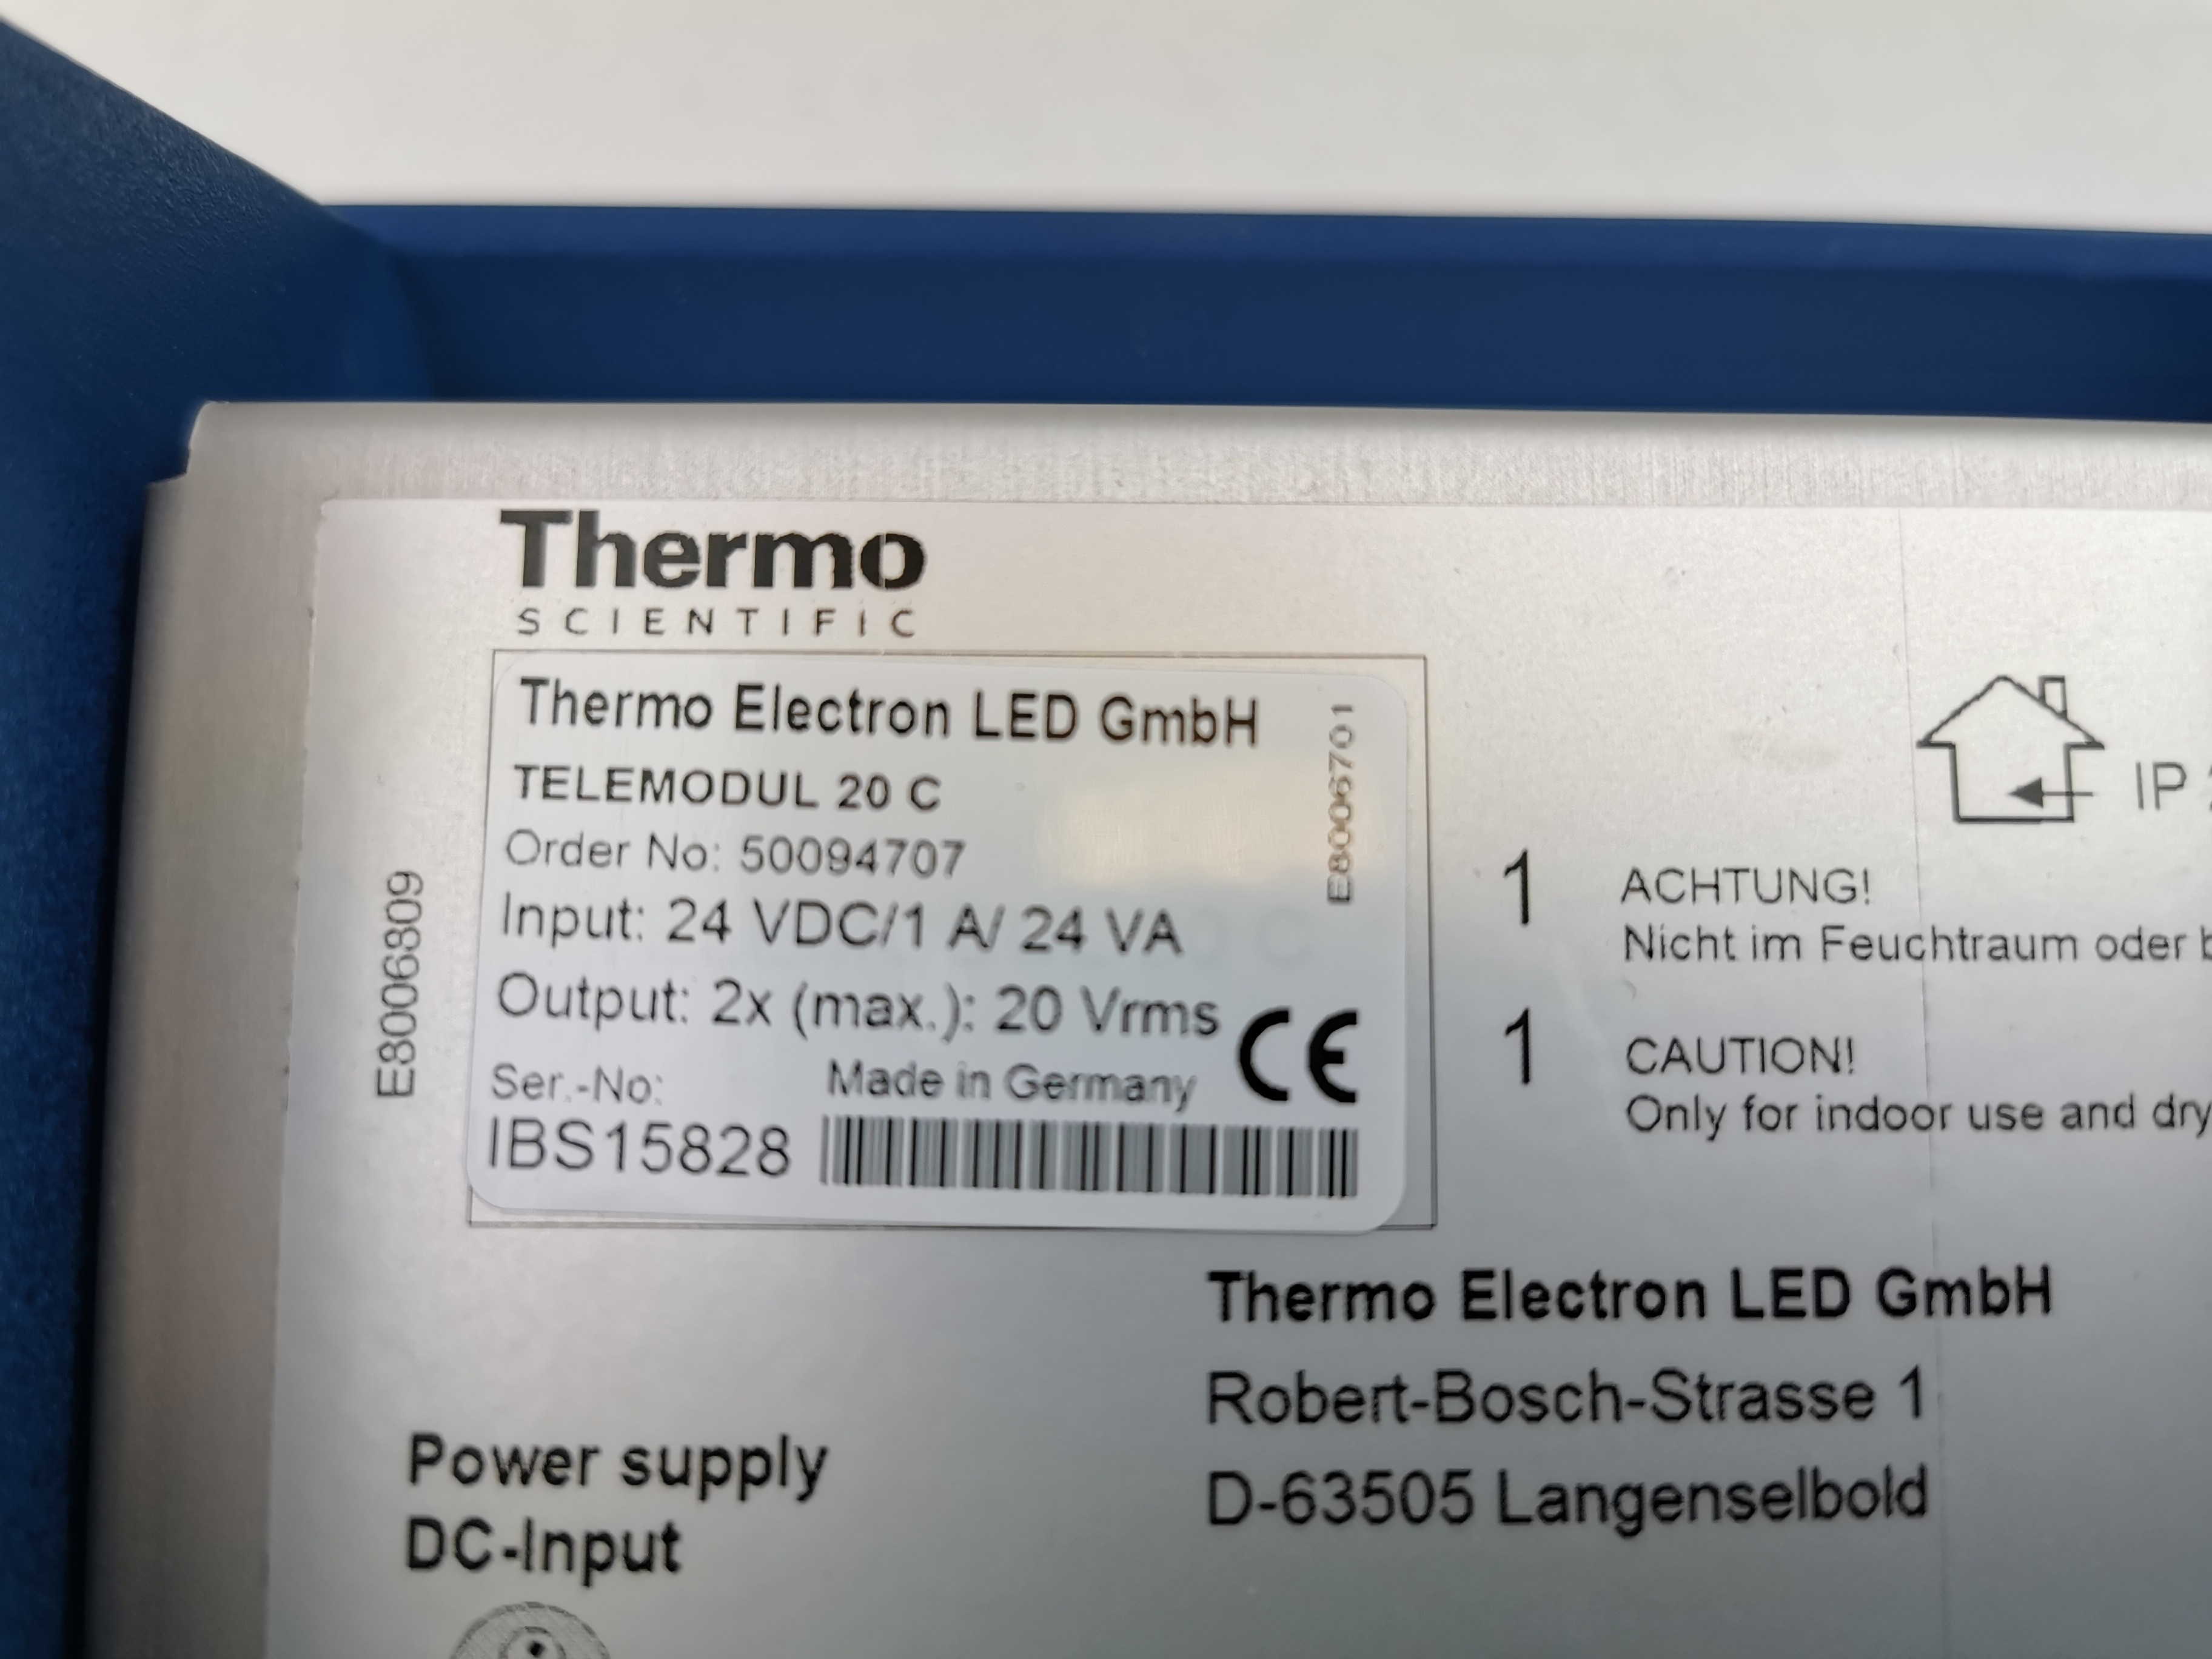 Thermo
SCIENTIFIC
Thermo Electron LED GmbH
TELEMODUL 20 C
Order No: 50094707
Input: 24 VDC/1 A/ 24 VA
Output: 2x (max.): 20 Vrms
CE
Ser.-No:
Made in Germany
IBS15828
E8006701
E8006809
IP
1
ACHTUNG!
Nicht im Feuchtraum oder
1
CAUTION!
Only for indoor use and dry
Thermo Electron LED GmbH
Robert-Bosch-Strasse 1
D-63505 Langenselbold
Power supply
DC-Input